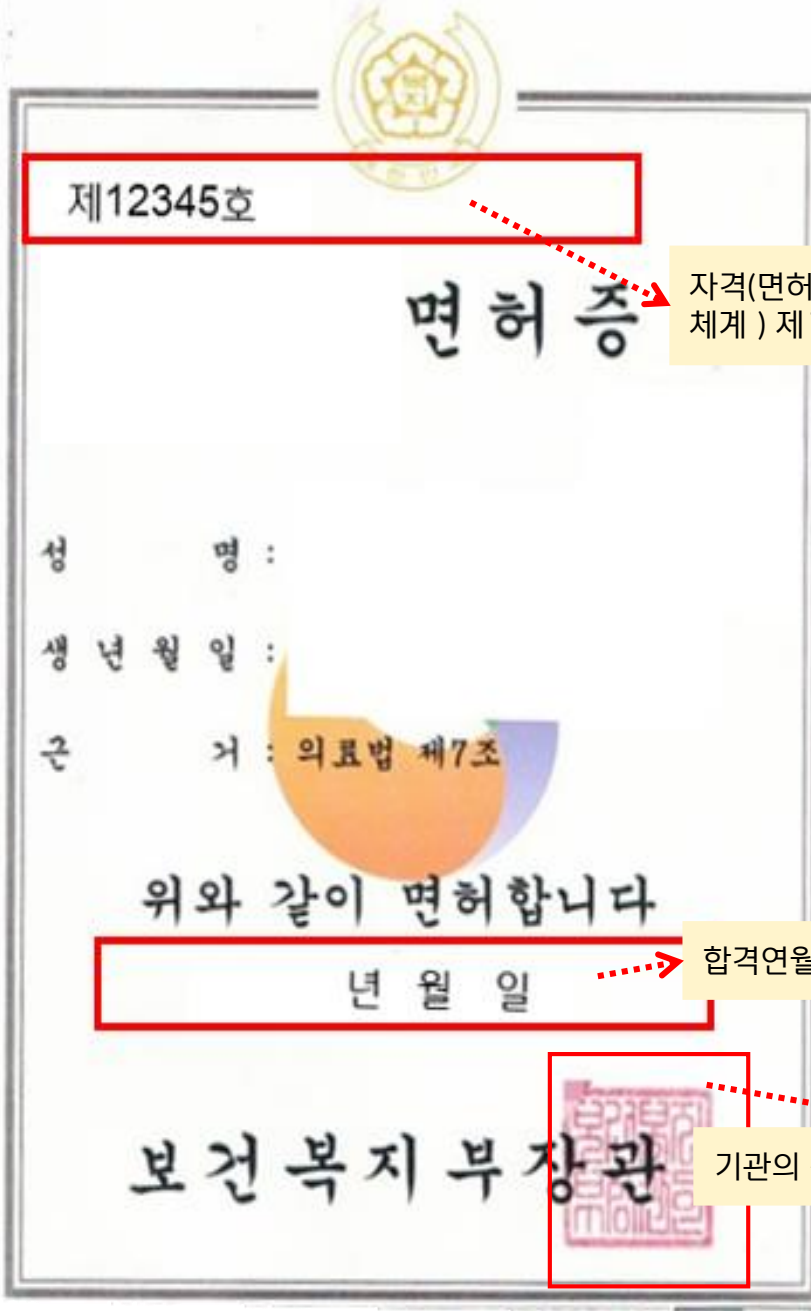 제12345호
자격(면허
체계 ) 제
면 허 증
성 명 :
생 년 월 일 :
근 거 : 의료법 제7조
위와 같이 면허합니다
합격연월
년 월 일
보 건 복 지 부 장 관
기관의